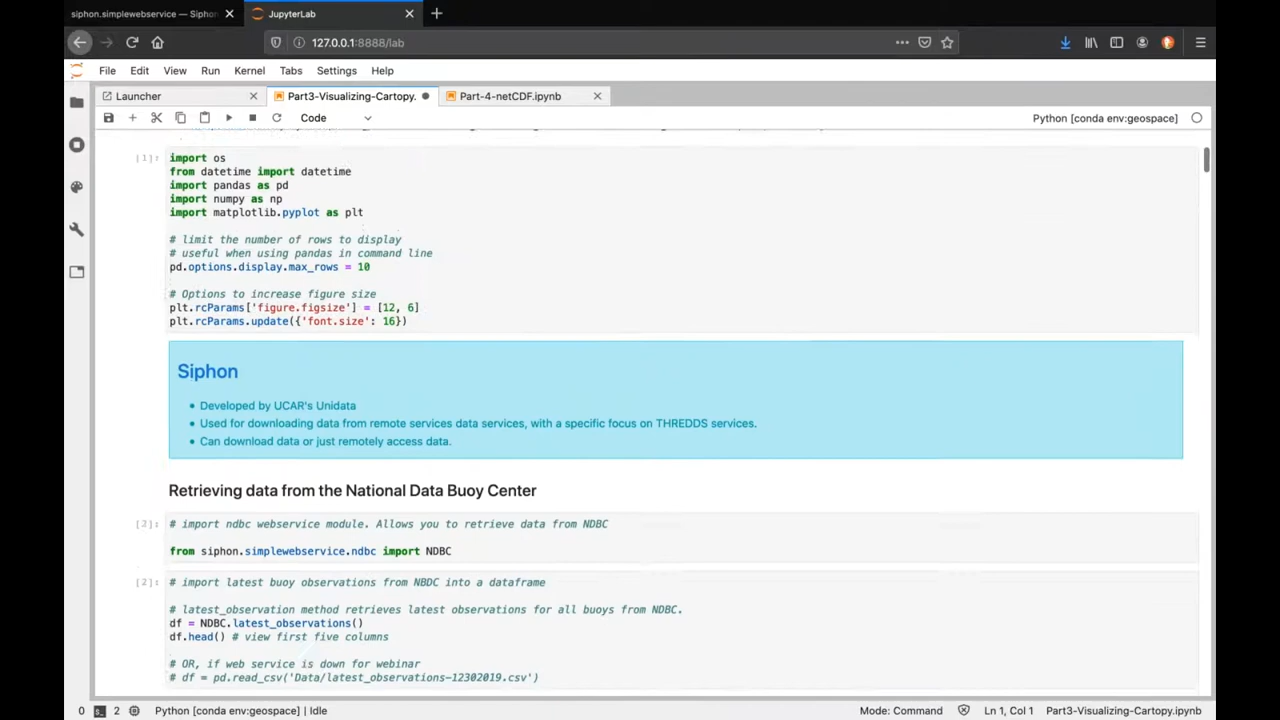 siphon.simplewebservice — Siphon
JupyterLab
127.0.0.1:8888/lab
File Edit View Run Kernel Tabs Settings Help
Launcher
Part3-Visualizing-Cartopy.
Part-4-netCDF.ipynb
Code
Python [conda env:geospace]
[1]:
import os
from datetime import datetime
import pandas as pd
import numpy as np
import matplotlib.pyplot as plt
# limit the number of rows to display
# useful when using pandas in command line
pd.options.display.max_rows = 10
# Options to increase figure size
plt.rcParams['figure.figsize'] = [12, 6]
plt.rcParams.update({'font.size': 16})
Siphon
• Developed by UCAR's Unidata
• Used for downloading data from remote services data services, with a specific focus on THREDDS services.
• Can download data or just remotely access data.
Retrieving data from the National Data Buoy Center
[2]:
# import ndbc webservice module. Allows you to retrieve data from NDBC
from siphon.simplewebservice.ndbc import NDBC
[2]:
# import latest buoy observations from NBDC into a dataframe
# latest_observation method retrieves latest observations for all buoys from NDBC.
df = NDBC.latest_observations()
df.head() # view first five columns
# OR, if web service is down for webinar
# df = pd.read_csv('Data/latest_observations-12302019.csv')
0 2 Python [conda env:geospace] | Idle
Mode: Command Ln 1, Col 1 Part3-Visualizing-Cartopy.ipynb